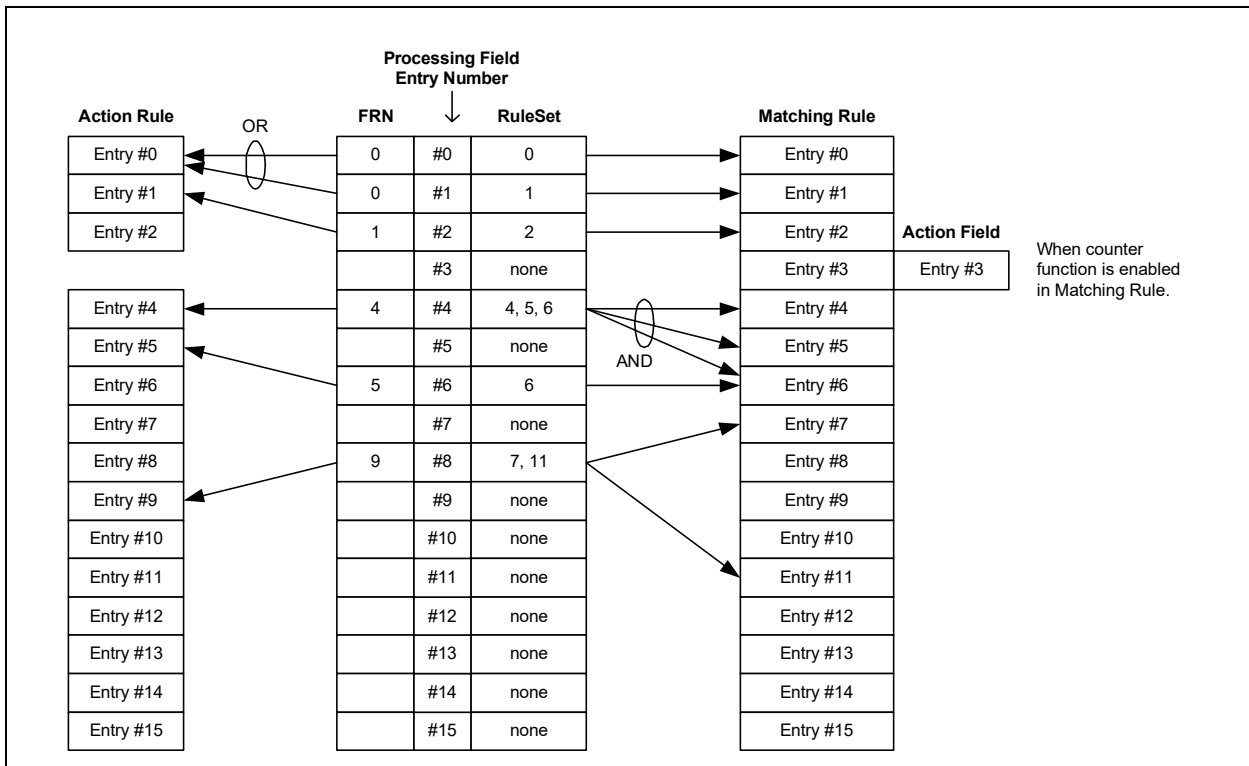 Processing Field
Entry Number
Action Rule
OR
FRN
RuleSet
Matching Rule
Entry #0
0
#0
0
Entry #0
Entry #1
0
#1
1
Entry #1
Entry #2
1
#2
2
Entry #2
Action Field
#3
none
Entry #3
Entry #3
When counter
function is enabled
in Matching Rule.
Entry #4
4
#4
4, 5, 6
Entry #4
Entry #5
#5
none
AND
Entry #5
Entry #6
5
#6
6
Entry #6
Entry #7
#7
none
Entry #7
Entry #8
9
#8
7, 11
Entry #8
Entry #9
#9
none
Entry #9
Entry #10
#10
none
Entry #10
Entry #11
#11
none
Entry #11
Entry #12
#12
none
Entry #12
Entry #13
#13
none
Entry #13
Entry #14
#14
none
Entry #14
Entry #15
#15
none
Entry #15